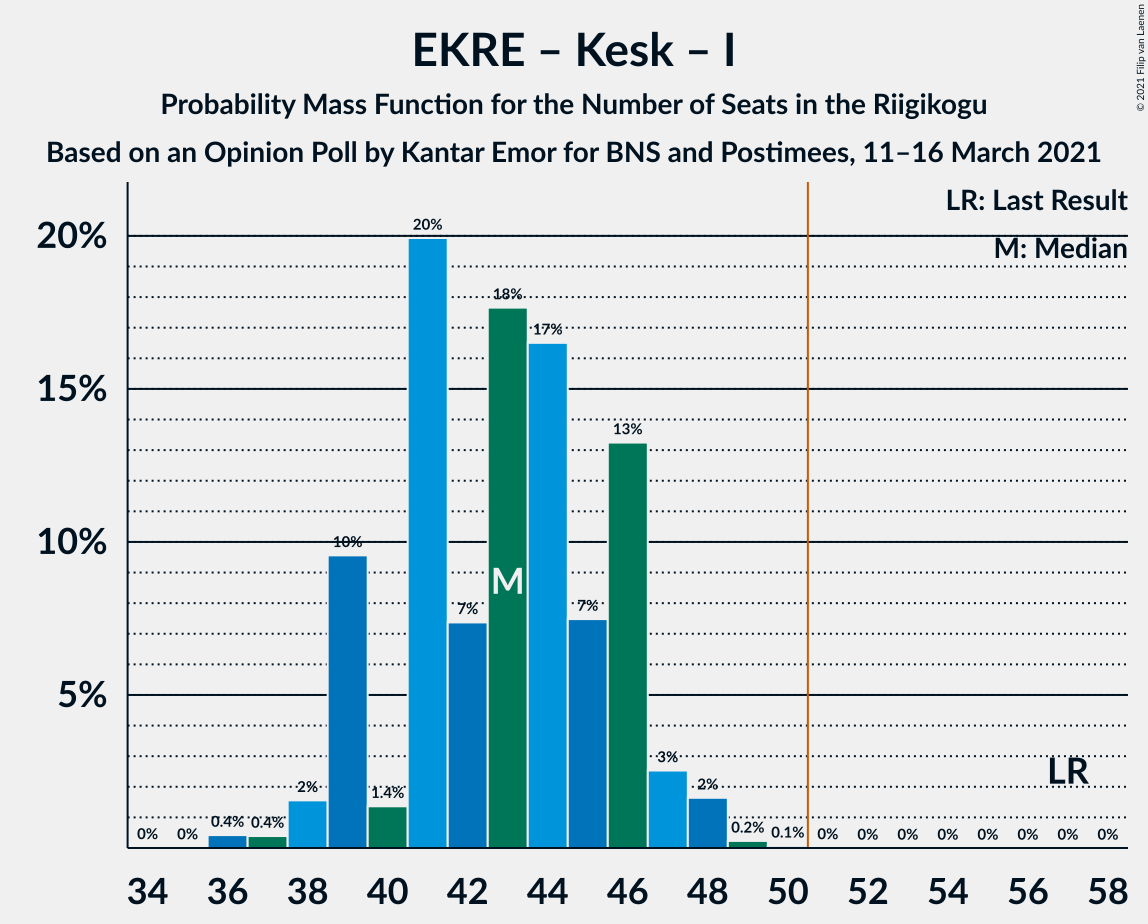 EKRE – Kesk – I
Probability Mass Function for the Number of Seats in the Riigikogu
Based on an Opinion Poll by Kantar Emor for BNS and Postimees, 11–16 March 2021
© 2021 Filip van Laenen
LR: Last Result
M: Median
20%
15%
10%
5%
0% 0% 0.4% 0.4% 2% 10% 1.4% 20% 7% 18% 17% 7% 13% 3% 2% 0.2% 0.1% 0% 0% 0% 0% 0% 0% 0% 0%
M
LR
34 36 38 40 42 44 46 48 50 52 54 56 58